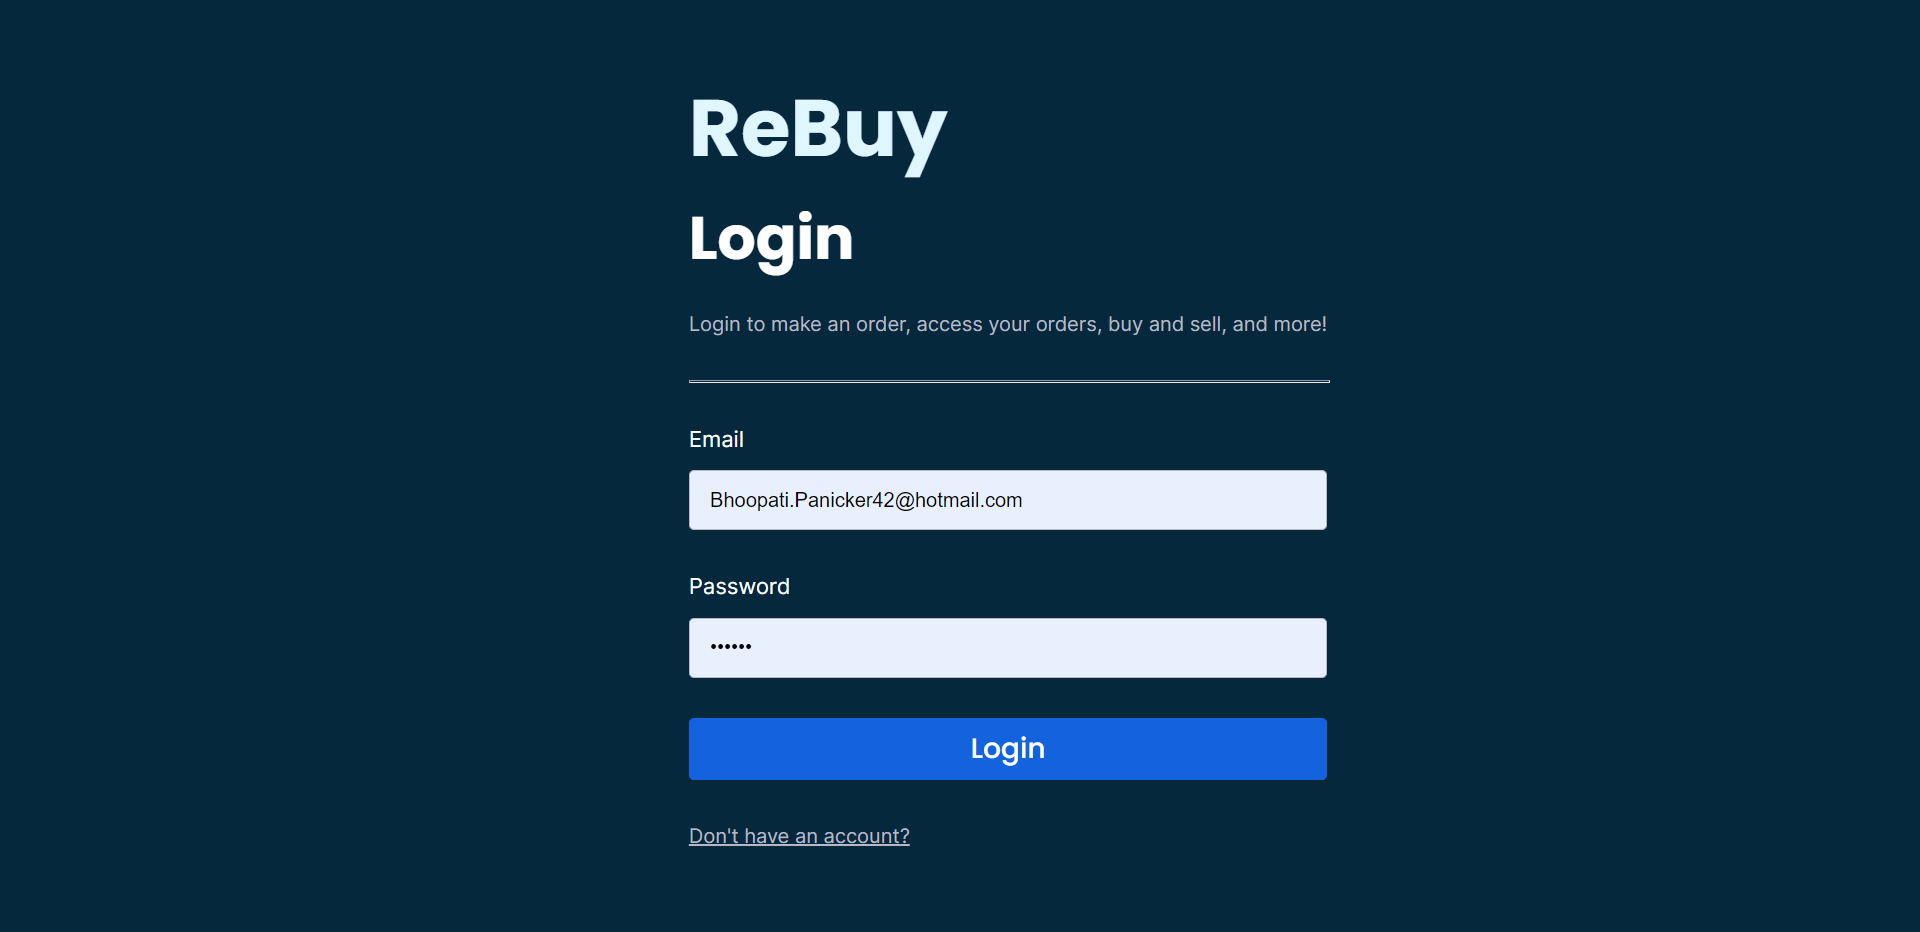 ReBuy
Login
Login to make an order, access your orders, buy and sell, and more!
Email
Bhoopati.Panicker42@hotmail.com
Password
••••••
Login
Don't have an account?